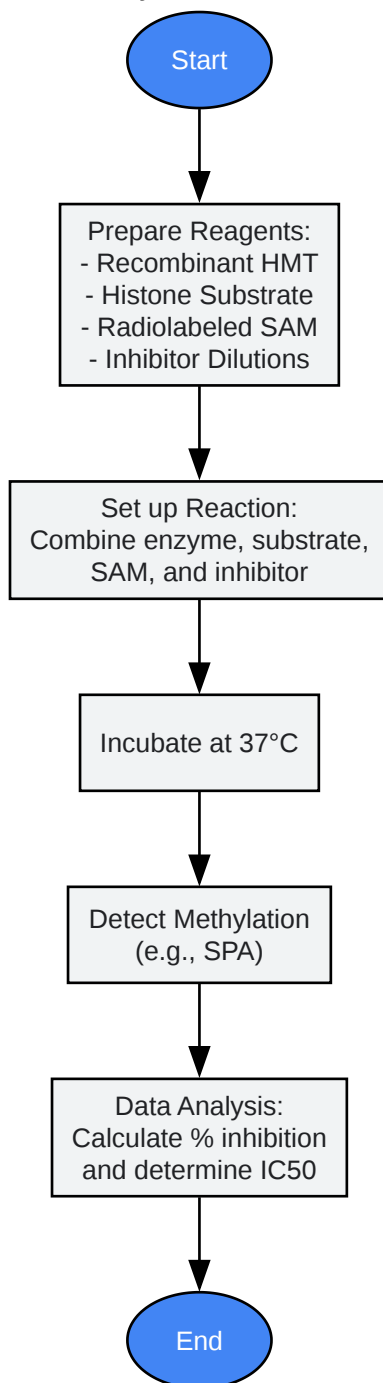 Start
Prepare Reagents:
- Recombinant HMT
- Histone Substrate
- Radiolabeled SAM
- Inhibitor Dilutions
Set up Reaction:
Combine enzyme, substrate,
SAM, and inhibitor
Incubate at 37°C
Detect Methylation
(e.g., SPA)
Data Analysis:
Calculate % inhibition
and determine IC50
End